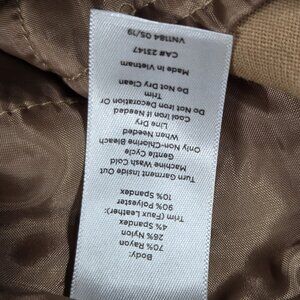 Body:
70% Rayon
26% Nylon
4% Spandex
Trim (Faux Leather):
90% Polyester
10% Spandex
Turn Garment Inside Out
Machine Wash Cold
Gentle Cycle
Only Non-Chlorine Bleach
When Needed
Line Dry
Cool Iron if Needed
Do Not Iron Decoration Or
Trim
Do Not Dry Clean
Made in Vietnam
CA# 23147
VN1184 05/19